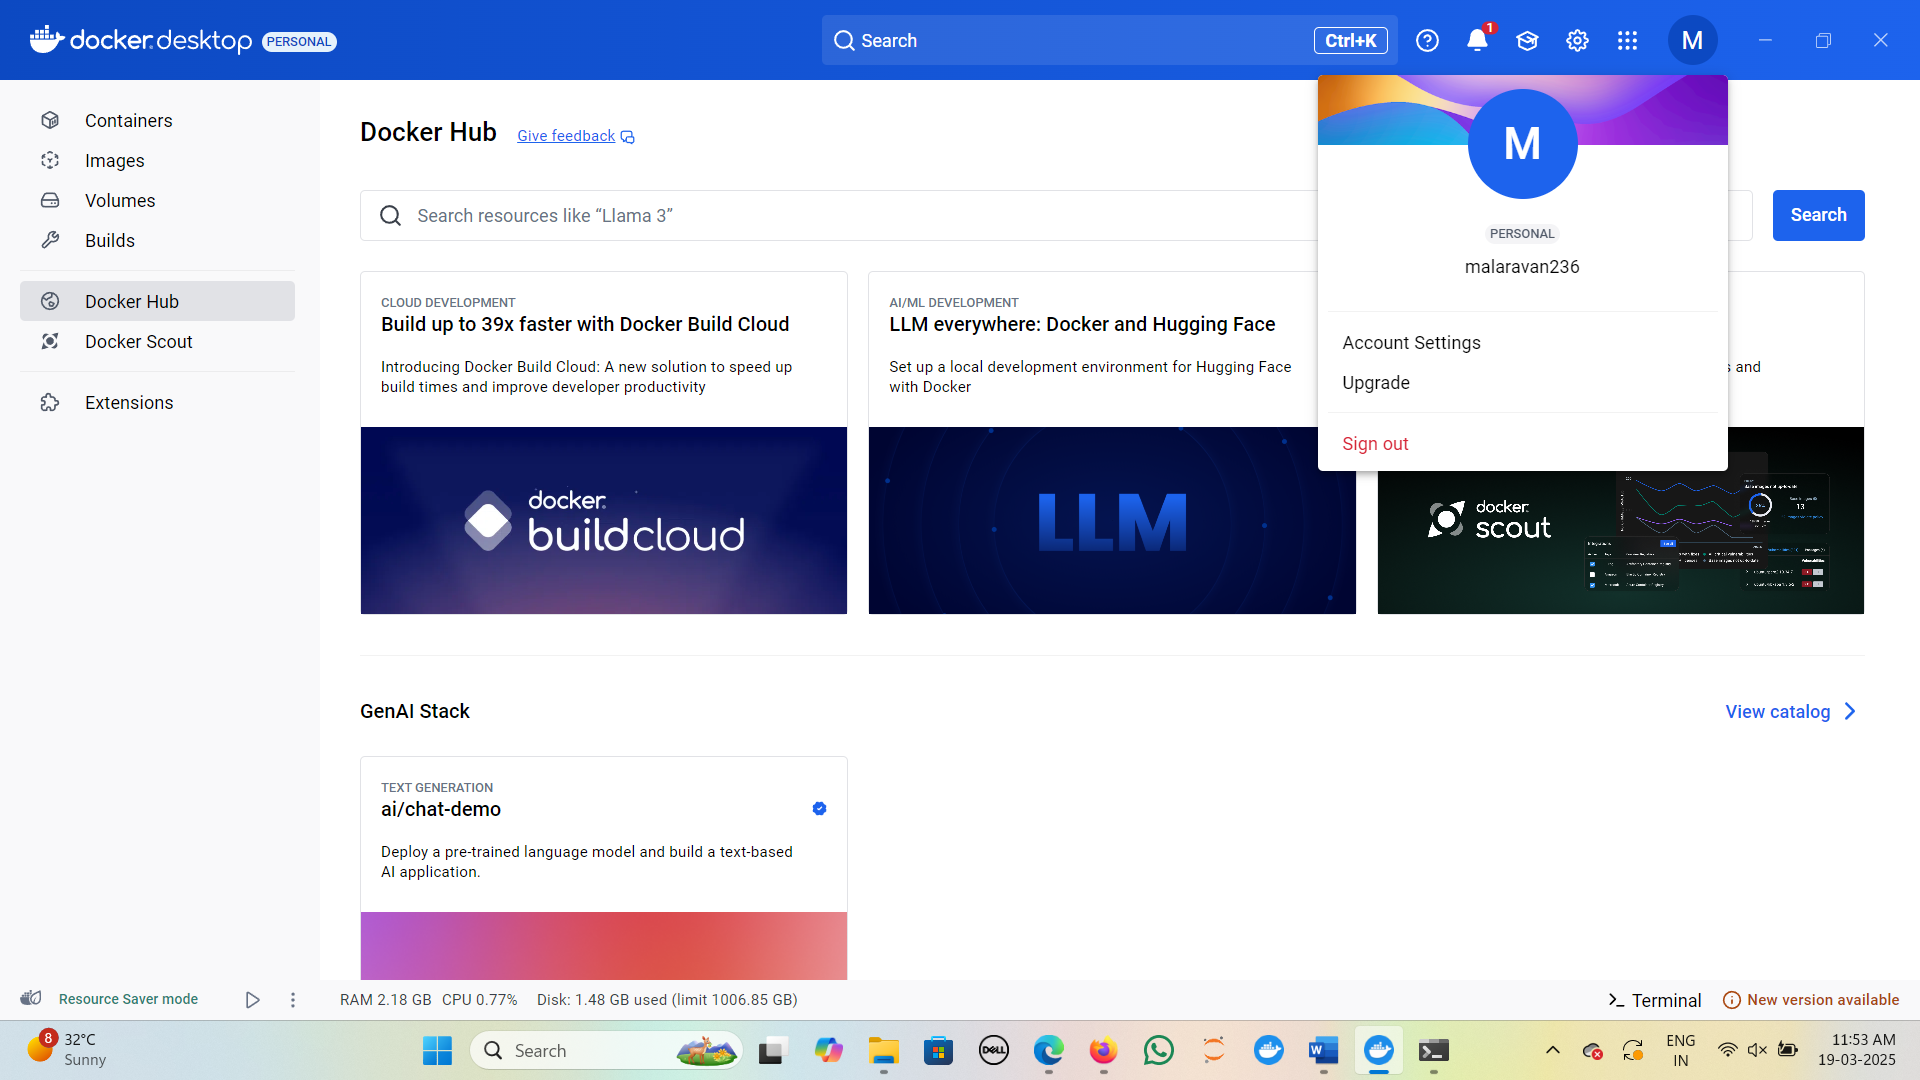 docker desktop PERSONAL
Search Ctrl+K
1
M
Containers
Images
Volumes
Builds
Docker Hub
Docker Scout
Extensions
Docker Hub Give feedback
Search resources like “Llama 3”
Search
M
PERSONAL
malaravan236
Account Settings
Upgrade
Sign out
CLOUD DEVELOPMENT
Build up to 39x faster with Docker Build Cloud
Introducing Docker Build Cloud: A new solution to speed up
build times and improve developer productivity
docker
buildcloud
AI/ML DEVELOPMENT
LLM everywhere: Docker and Hugging Face
Set up a local development environment for Hugging Face
with Docker
LLM
and
docker
scout
13
GenAI Stack
View catalog
TEXT GENERATION
ai/chat-demo
Deploy a pre-trained language model and build a text-based
AI application.
Resource Saver mode
RAM 2.18 GB CPU 0.77% Disk: 1.48 GB used (limit 1006.85 GB)
Terminal
New version available
8
32°C
Sunny
Search
DELL
W
ENG
IN
11:53 AM
19-03-2025